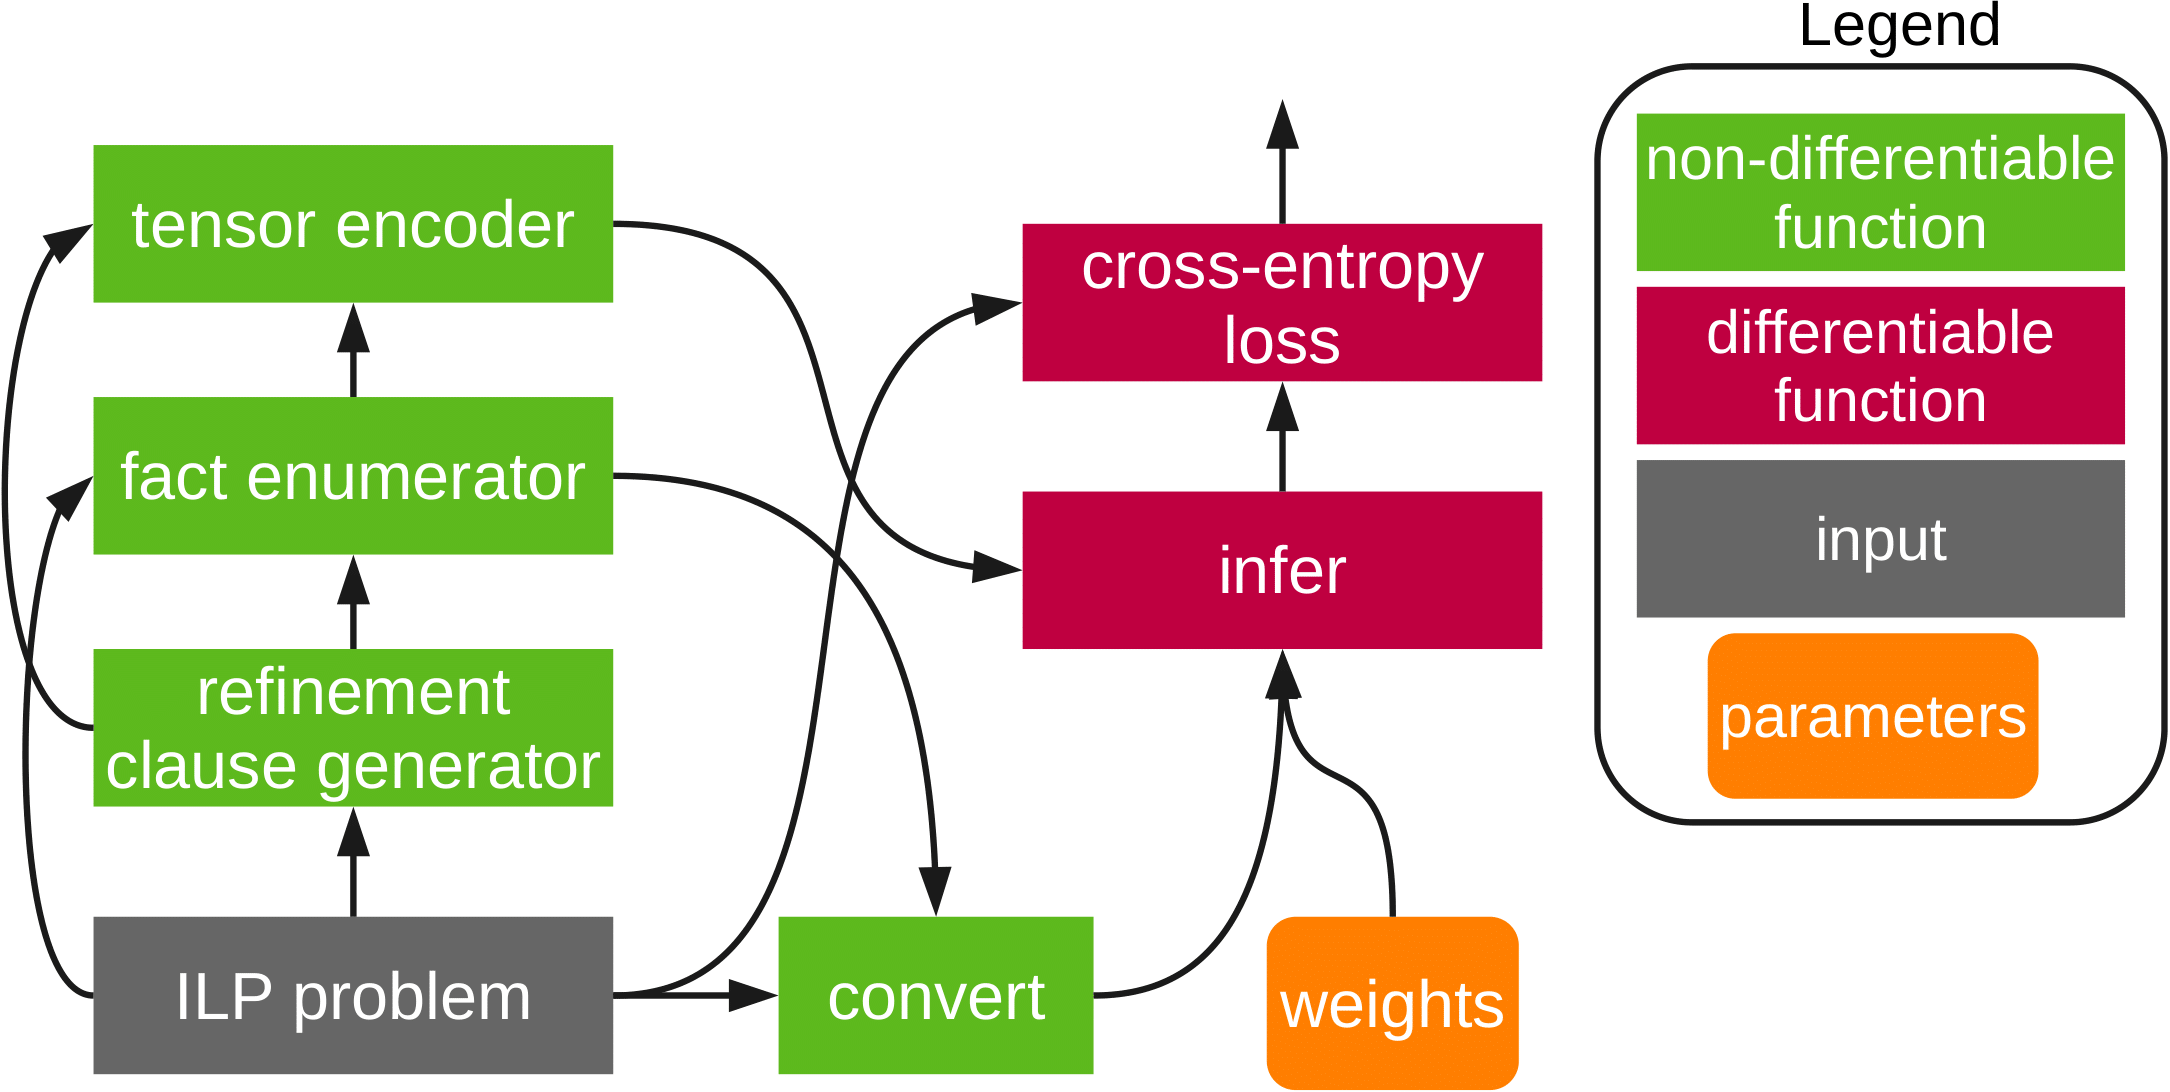 Legend
non-differentiable
function
differentiable
function
input
parameters
tensor encoder
fact enumerator
refinement
clause generator
ILP problem
cross-entropy
loss
infer
convert
weights